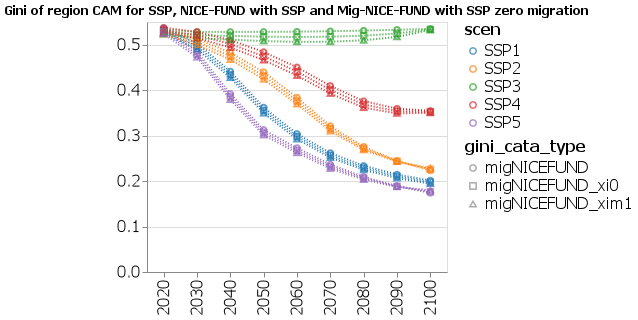 Gini of region CAM for SSP, NICE-FUND with SSP and Mig-NICE-FUND with SSP zero migration
scen
SSP1
SSP2
SSP3
SSP4
SSP5
gini_cata_type
migNICEFUND
migNICEFUND_xi0
migNICEFUND_xim1
0.5
0.4
0.3
0.2
0.1
0.0
2020
2030
2040
2050
2060
2070
2080
2090
2100